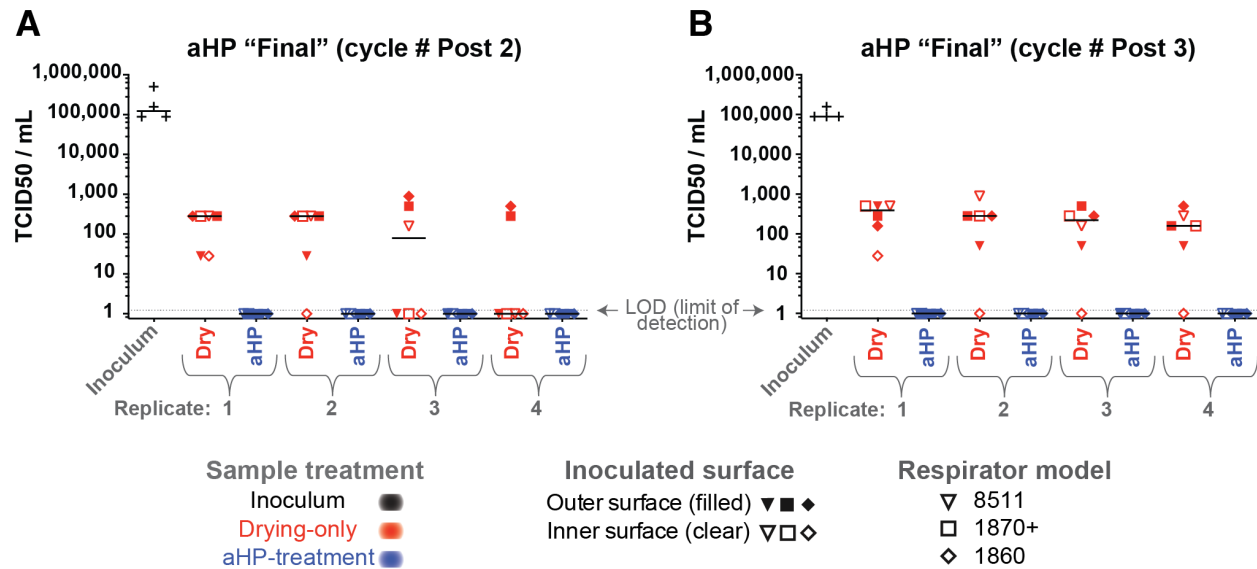 A
aHP “Final” (cycle # Post 2)
TCID50 / mL
1,000,000
100,000
10,000
1,000
100
10
1
Inoculum
Dry
aHP
Dry
aHP
Dry
aHP
Dry
aHP
Replicate: 1 2 3 4
LOD (limit of
detection)
B
aHP “Final” (cycle # Post 3)
TCID50 / mL
1,000,000
100,000
10,000
1,000
100
10
1
Inoculum
Dry
aHP
Dry
aHP
Dry
aHP
Dry
aHP
Replicate: 1 2 3 4
Sample treatment
Inoculum
Drying-only
aHP-treatment
Inoculated surface
Outer surface (filled)
Inner surface (clear)
Respirator model
8511
1870+
1860